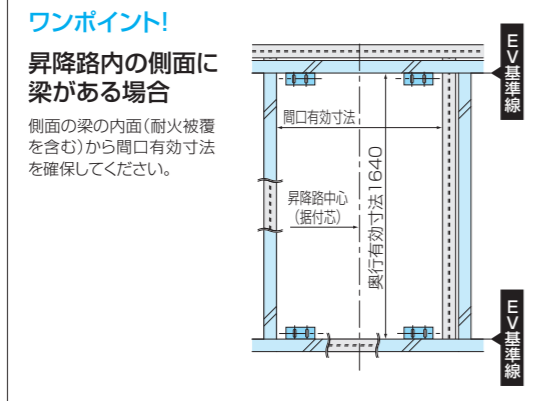 ワンポイント!
昇降路内の側面に
梁がある場合
側面の梁の内面(耐火被覆
を含む)から間口有効寸法
を確保してください。
EV基準線
間口有効寸法
昇降路中心
(据付芯)
奥行有効寸法1640
EV基準線